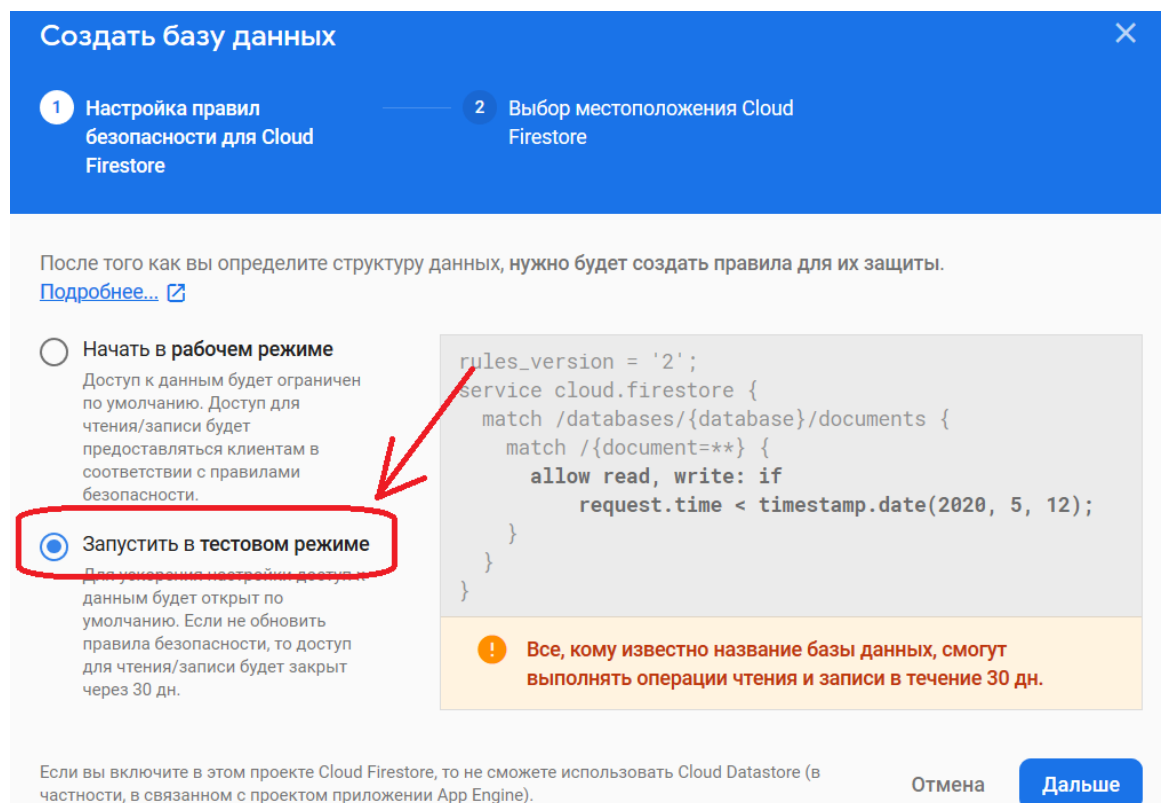 Создать базу данных
1 Настройка правил
безопасности для Cloud
Firestore
2 Выбор местоположения Cloud
Firestore
После того как вы определите структуру данных, нужно будет создать правила для их защиты.
Подробнее...
Начать в рабочем режиме
Доступ к данным будет ограничен
по умолчанию. Доступ для
чтения/записи будет
предоставляться клиентам в
соответствии с правилами
безопасности.
Запустить в тестовом режиме
Для ускорения настройки доступ к
данным будет открыт по
умолчанию. Если не обновить
правила безопасности, то доступ
для чтения/записи будет закрыт
через 30 дн.
rules_version = '2';
service cloud.firestore {
match /databases/{database}/documents {
match /{document=**} {
allow read, write: if
request.time < timestamp.date(2020, 5, 12);
}
}
}
! Все, кому известно название базы данных, смогут
выполнять операции чтения и записи в течение 30 дн.
Если вы включите в этом проекте Cloud Firestore, то не сможете использовать Cloud Datastore (в
частности, в связанном с проектом приложении App Engine).
Отмена
Дальше